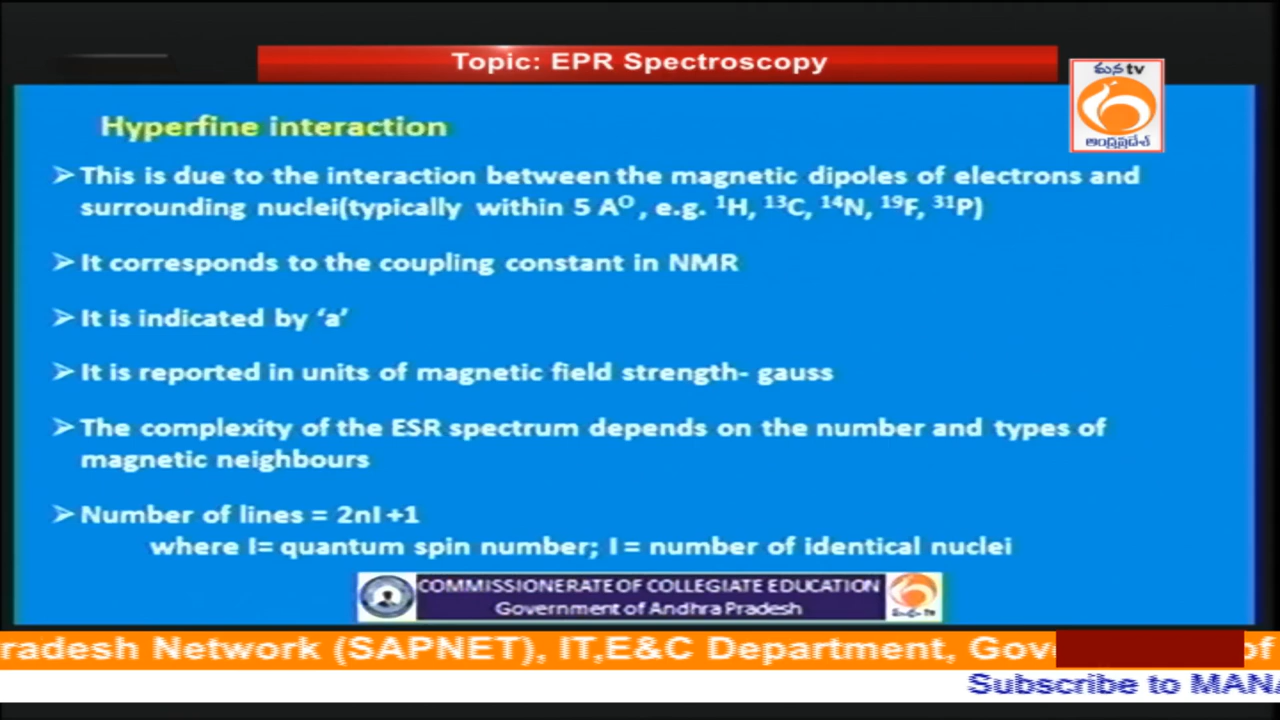 Topic: EPR Spectroscopy
మన tv
ఆంధ్రప్రదేశ్
Hyperfine interaction
➢This is due to the interaction between the magnetic dipoles of electrons and
surrounding nuclei(typically within 5 Aᴼ, e.g. ¹H, ¹³C, ¹⁴N, ¹⁹F, ³¹P)
➢It corresponds to the coupling constant in NMR
➢It is indicated by ‘a’
➢It is reported in units of magnetic field strength- gauss
➢The complexity of the ESR spectrum depends on the number and types of
magnetic neighbours
➢Number of lines = 2nI +1
where I= quantum spin number; I = number of identical nuclei
COMMISSIONERATE OF COLLEGIATE EDUCATION
Government of Andhra Pradesh
radesh Network (SAPNET), IT,E&C Department, Gov of
Subscribe to MANA